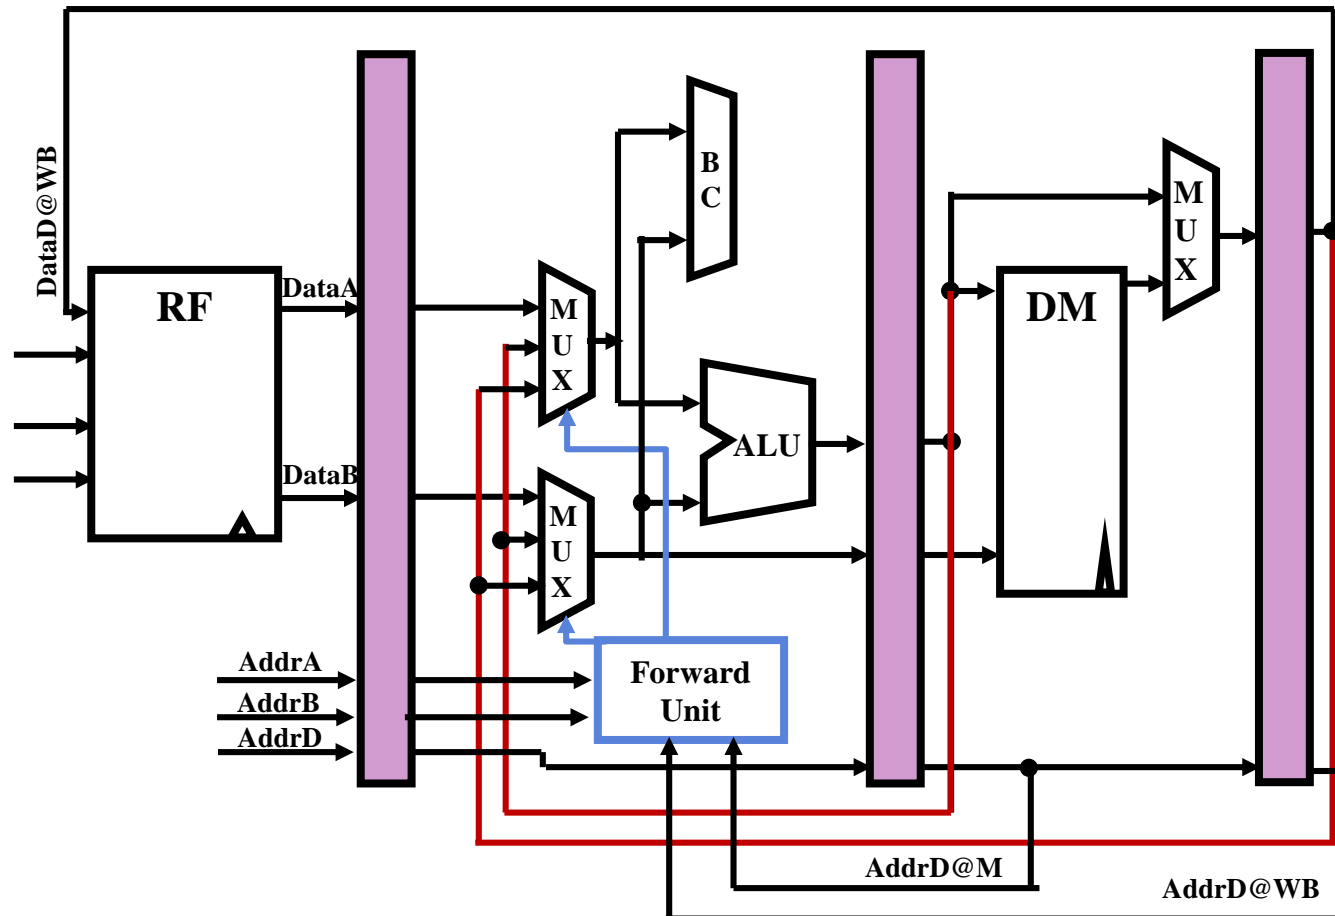 DataD@WB
RF
DataA
DataB
AddrA
AddrB
AddrD
M
U
X
M
U
X
B
C
ALU
Forward
Unit
DM
M
U
X
AddrD@M
AddrD@WB